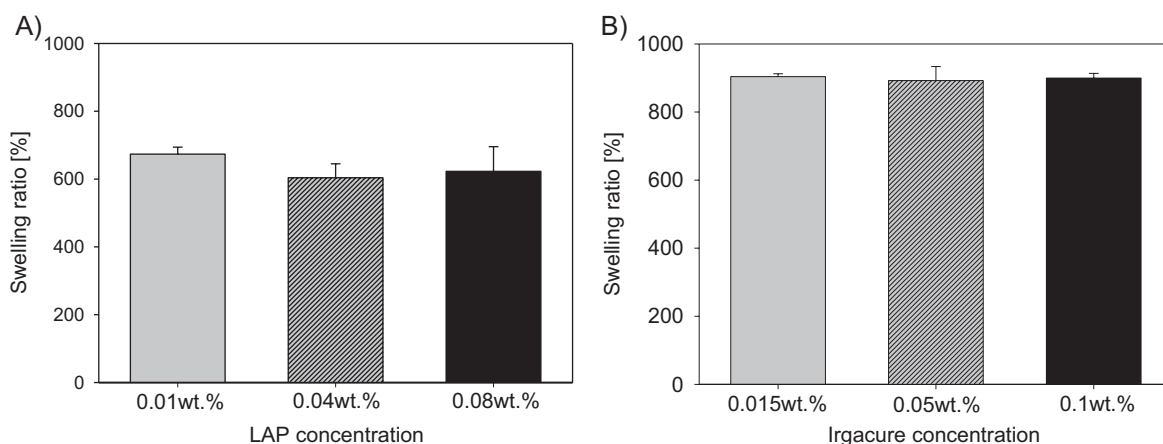 A)
1000
800
600
400
200
0
Swelling ratio [%]
0.01wt.% 0.04wt.% 0.08wt.%
LAP concentration
B)
1000
800
600
400
200
0
Swelling ratio [%]
0.015wt.% 0.05wt.% 0.1wt.%
Irgacure concentration